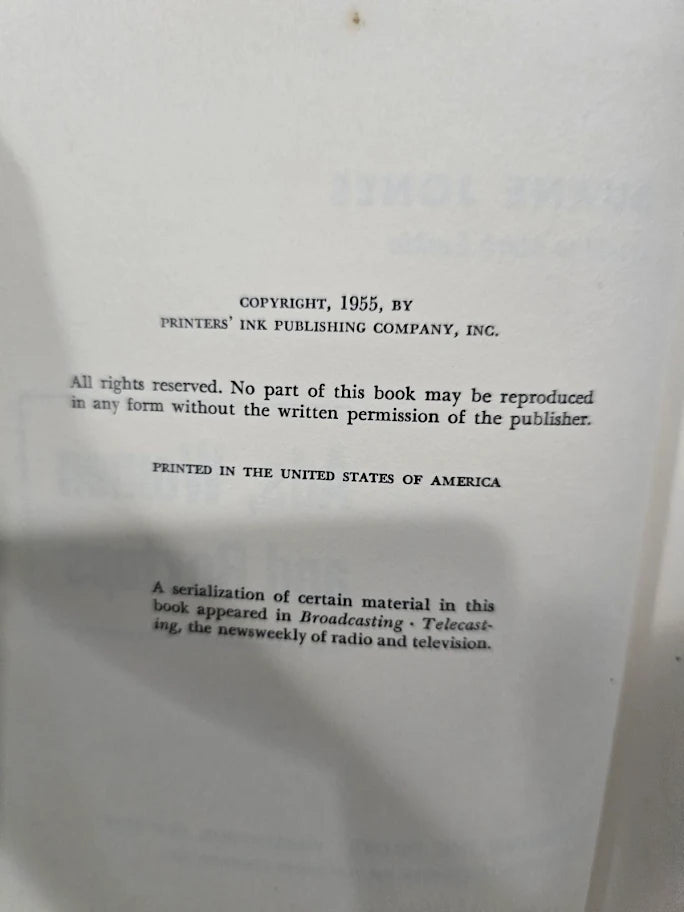 COPYRIGHT, 1955, BY
PRINTERS' INK PUBLISHING COMPANY, INC.
All rights reserved. No part of this book may be reproduced
in any form without the written permission of the publisher.
PRINTED IN THE UNITED STATES OF AMERICA
A serialization of certain material in this
book appeared in Broadcasting · Telecast-
ing, the newsweekly of radio and television.